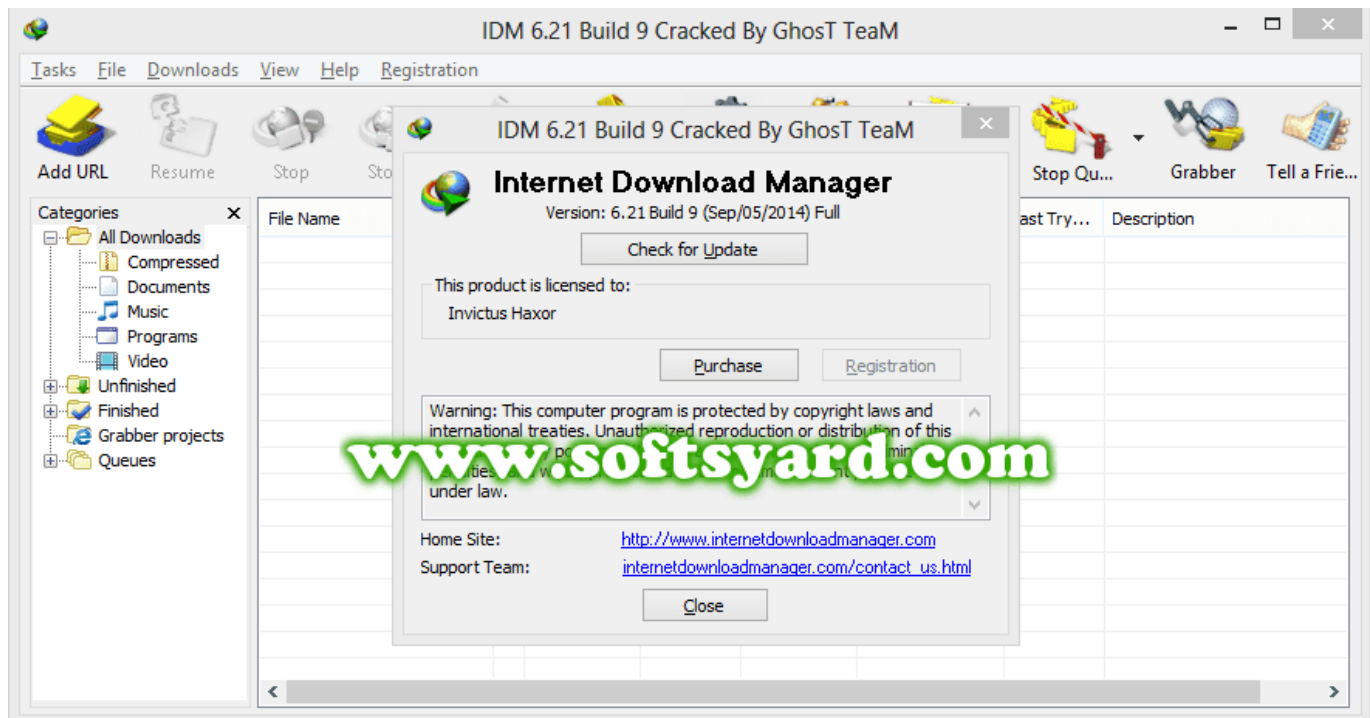 IDM 6.21 Build 9 Cracked By GhosT TeaM
Tasks File Downloads View Help Registration
Add URL Resume Stop Sto Stop Qu... Grabber Tell a Frie...
IDM 6.21 Build 9 Cracked By GhosT TeaM
Internet Download Manager
Version: 6.21 Build 9 (Sep/05/2014) Full
Check for Update
This product is licensed to:
Invictus Haxor
Purchase Registration
Warning: This computer program is protected by copyright laws and
international treaties. Unauthorized reproduction or distribution of this
under law.
www.softsyard.com
Home Site: http://www.internetdownloadmanager.com
Support Team: internetdownloadmanager.com/contact_us.html
Close
Categories
All Downloads
Compressed
Documents
Music
Programs
Video
Unfinished
Finished
Grabber projects
Queues
File Name ast Try... Description